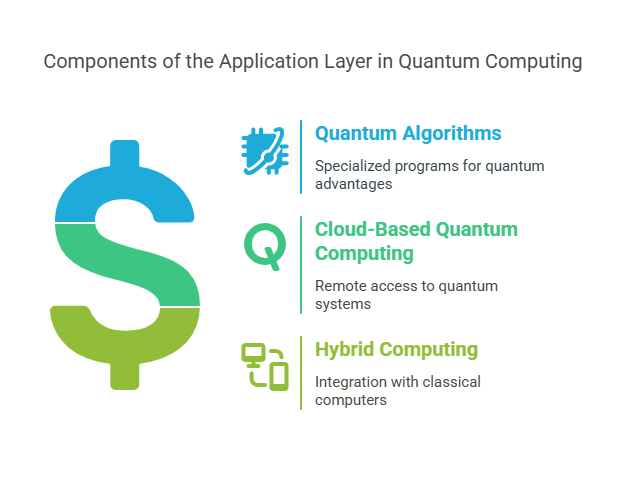 Components of the Application Layer in Quantum Computing
Quantum Algorithms
Specialized programs for quantum
advantages
Q
Cloud-Based Quantum
Computing
Remote access to quantum
systems
Hybrid Computing
Integration with classical
computers